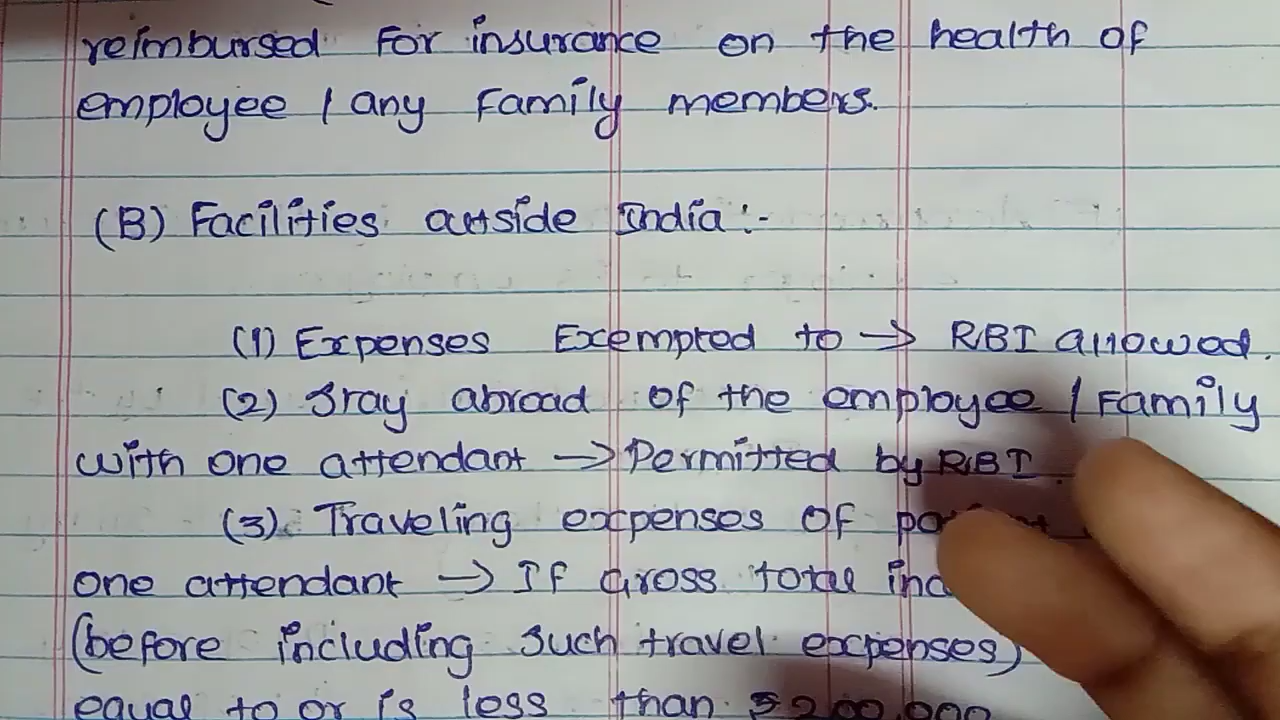 reimbursed for insurance on the health of
employee / any family members.
(B) Facilities outside India :-
(1) Expenses Exempted to → RBI allowed.
(2) Stay abroad of the employee / Family
with one attendant → Permitted by RBI.
(3) Traveling expenses of
one attendant → If Gross total
(before including such travel expenses)
equal to or is less than 200,000